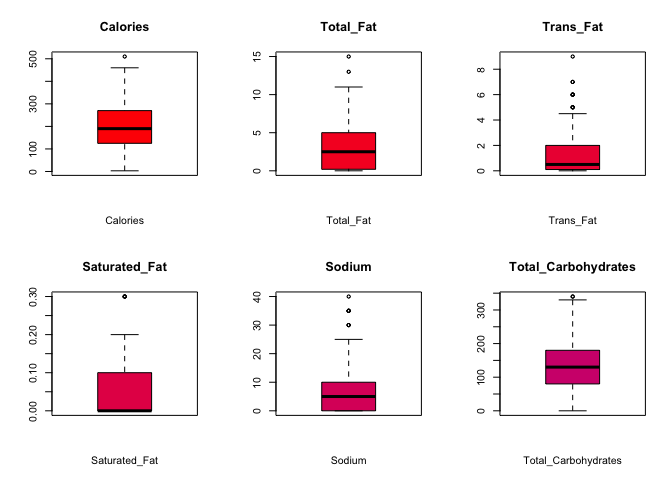 Calories
500
300
100
0
Calories
Total_Fat
15
10
5
0
Total_Fat
Trans_Fat
8
6
4
2
0
Trans_Fat
Saturated_Fat
0.30
0.20
0.10
0.00
Saturated_Fat
Sodium
40
30
20
10
0
Sodium
Total_Carbohydrates
300
200
100
0
Total_Carbohydrates